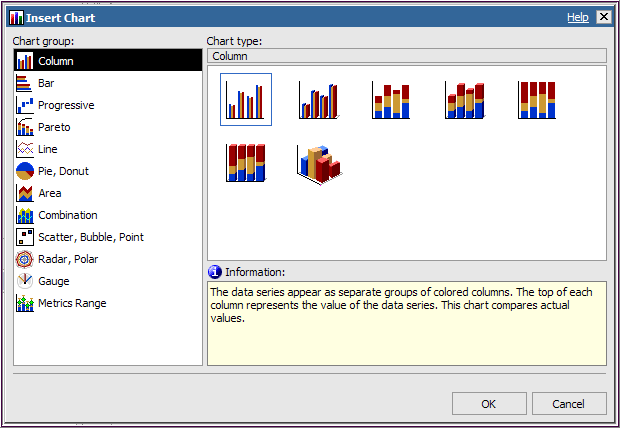 Insert Chart
Help
Chart group:
Column
Bar
Progressive
Pareto
Line
Pie, Donut
Area
Combination
Scatter, Bubble, Point
Radar, Polar
Gauge
Metrics Range
Chart type:
Column
Information:
The data series appear as separate groups of colored columns. The top of each
column represents the value of the data series. This chart compares actual
values.
OK
Cancel